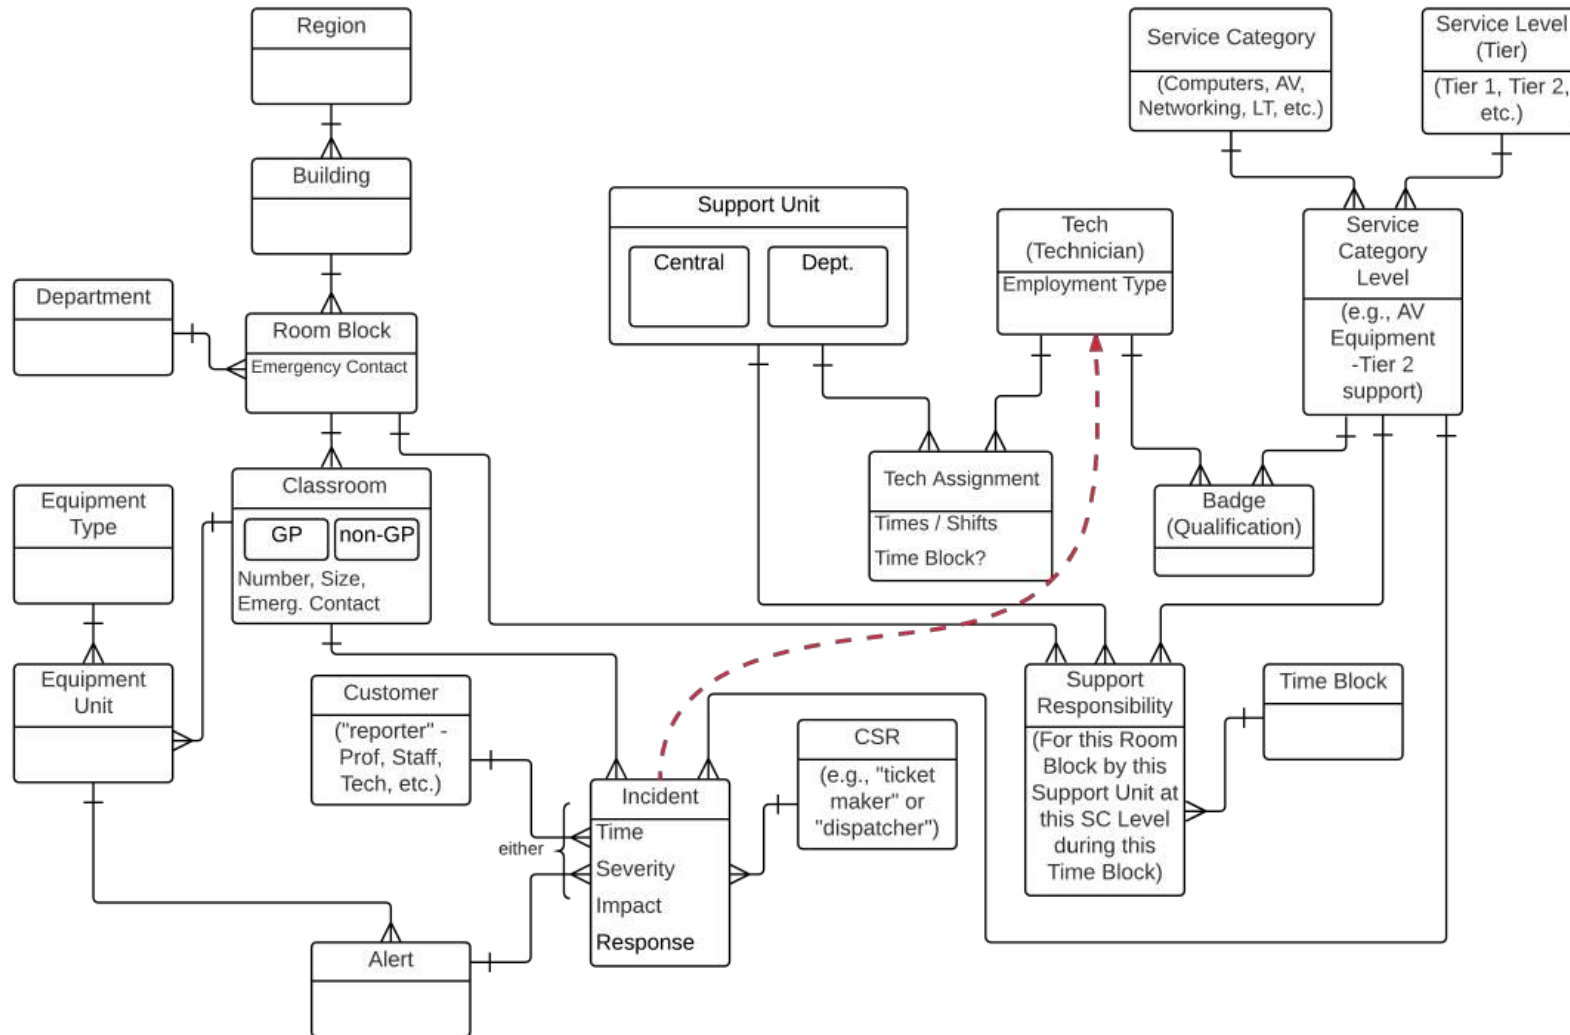 Region
Building
Department
Room Block
Emergency Contact
Classroom
GP
non-GP
Number, Size,
Emerg. Contact
Equipment
Type
Equipment
Unit
Customer
("reporter" -
Prof, Staff,
Tech, etc.)
either
Alert
Incident
Time
Severity
Impact
Response
CSR
(e.g., "ticket
maker" or
"dispatcher")
Support Unit
Central
Dept.
Tech
(Technician)
Employment Type
Tech Assignment
Times / Shifts
Time Block?
Service Category
(Computers, AV,
Networking, LT, etc.)
Service Level
(Tier)
(Tier 1, Tier 2,
etc.)
Service
Category
Level
(e.g., AV
Equipment
-Tier 2
support)
Badge
(Qualification)
Support
Responsibility
(For this Room
Block by this
Support Unit at
this SC Level
during this
Time Block)
Time Block